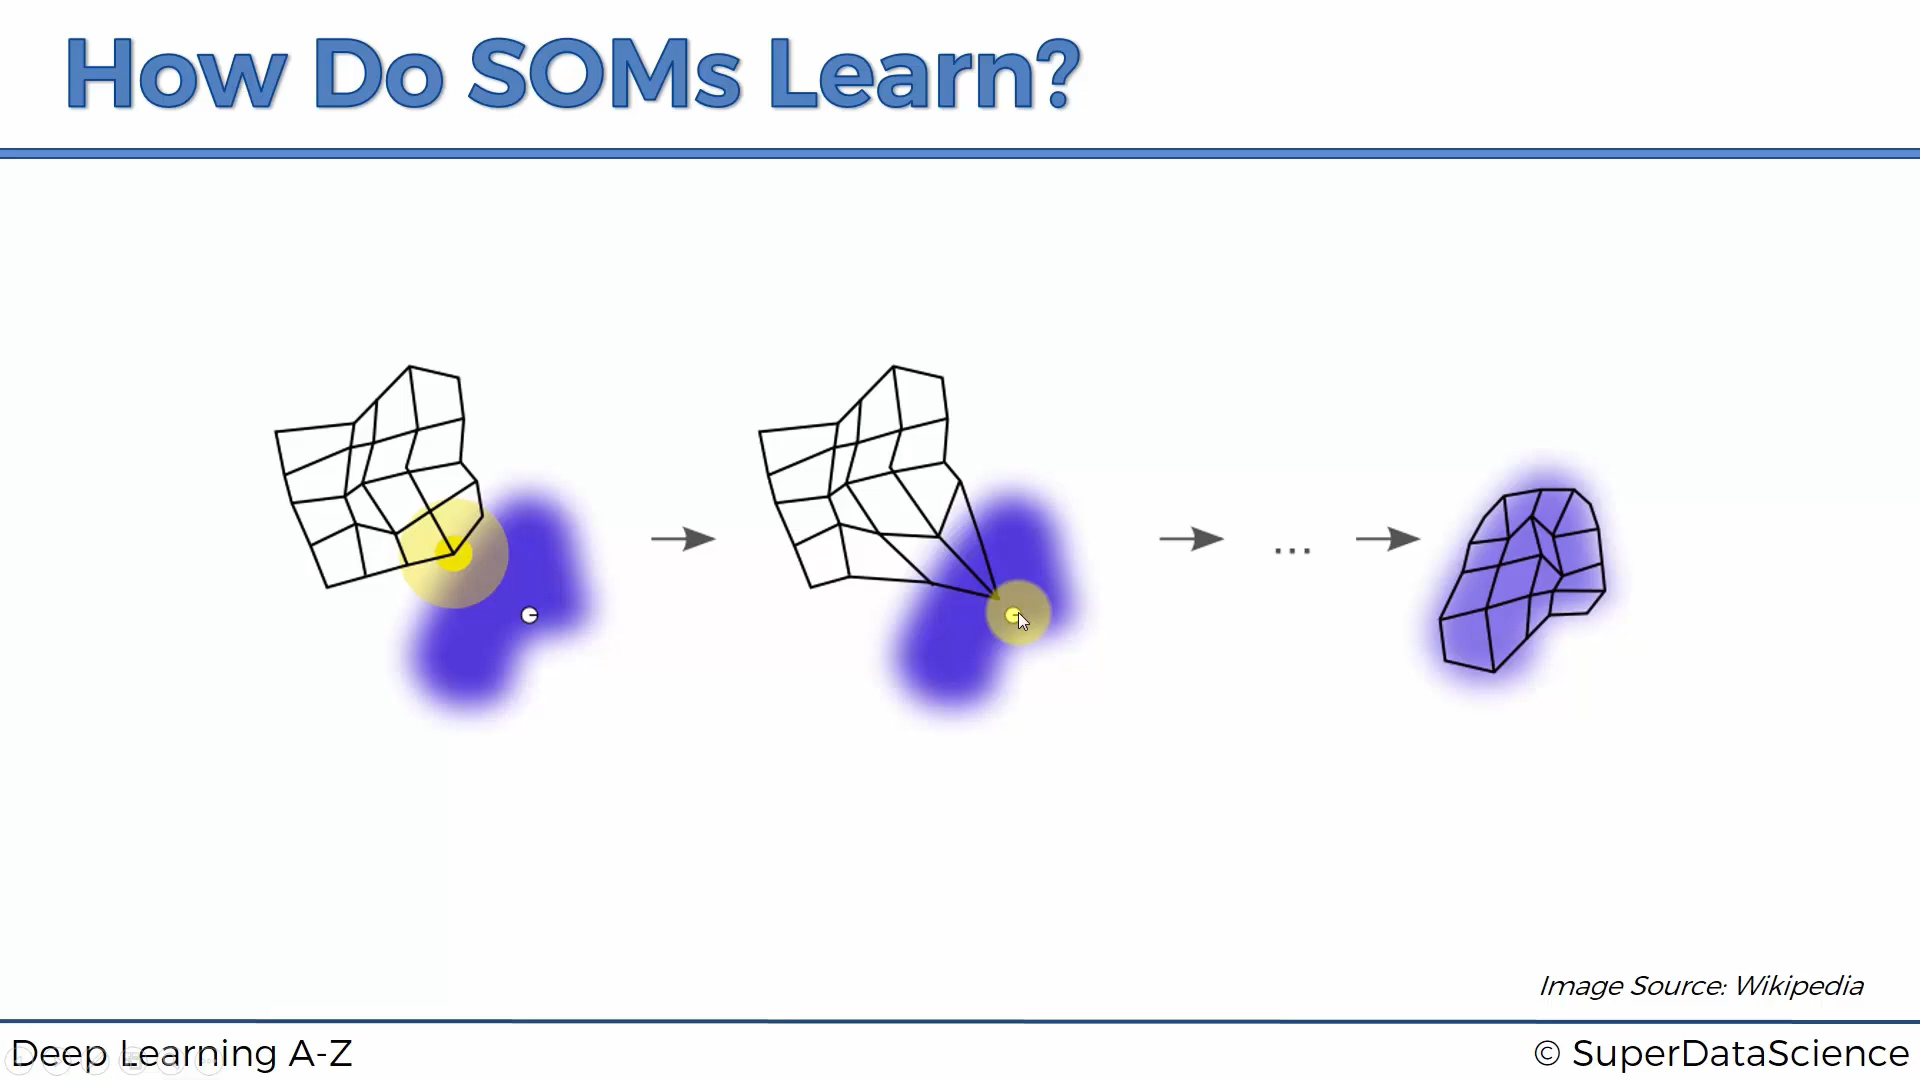 How Do SOMs Learn?
...
Image Source: Wikipedia
Deep Learning A-Z
© SuperDataScience